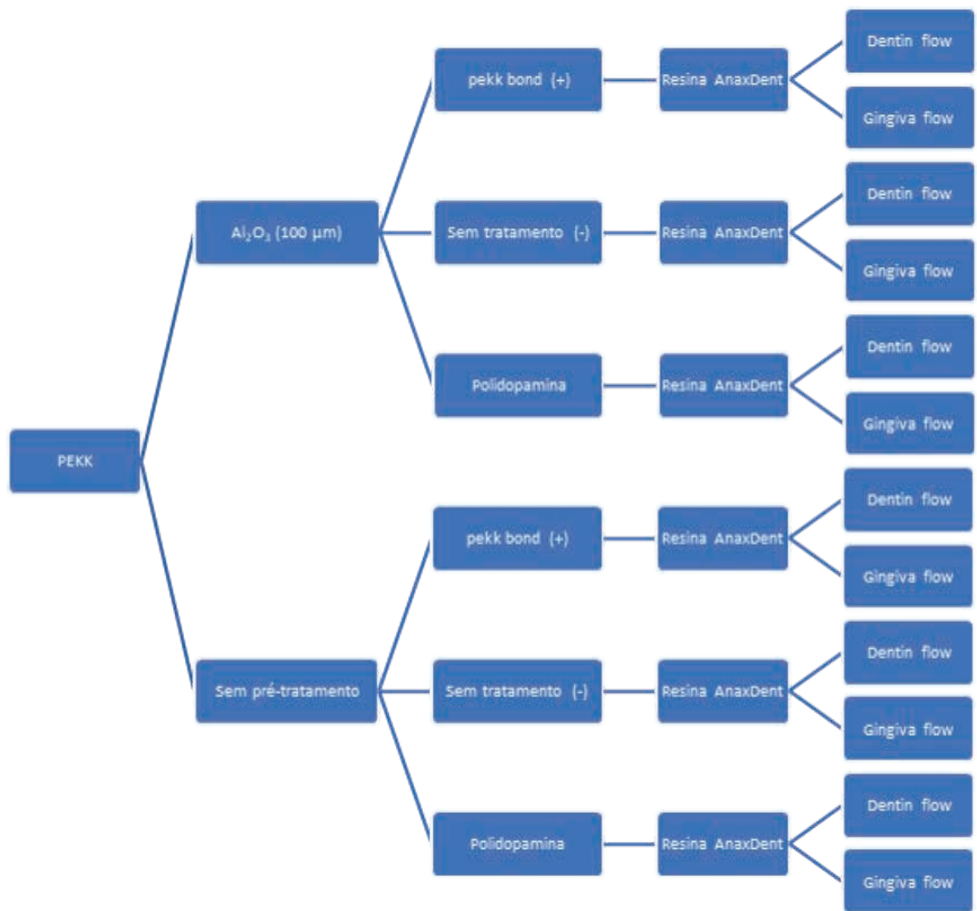 PEKK
Al₂O₃ (100 µm)
pekk bond (+)
Resina AnaxDent
Dentin flow
Gingiva flow
Sem tratamento (-)
Resina AnaxDent
Dentin flow
Gingiva flow
Polidopamina
Resina AnaxDent
Dentin flow
Gingiva flow
Sem pré-tratamento
pekk bond (+)
Resina AnaxDent
Dentin flow
Gingiva flow
Sem tratamento (-)
Resina AnaxDent
Dentin flow
Gingiva flow
Polidopamina
Resina AnaxDent
Dentin flow
Gingiva flow